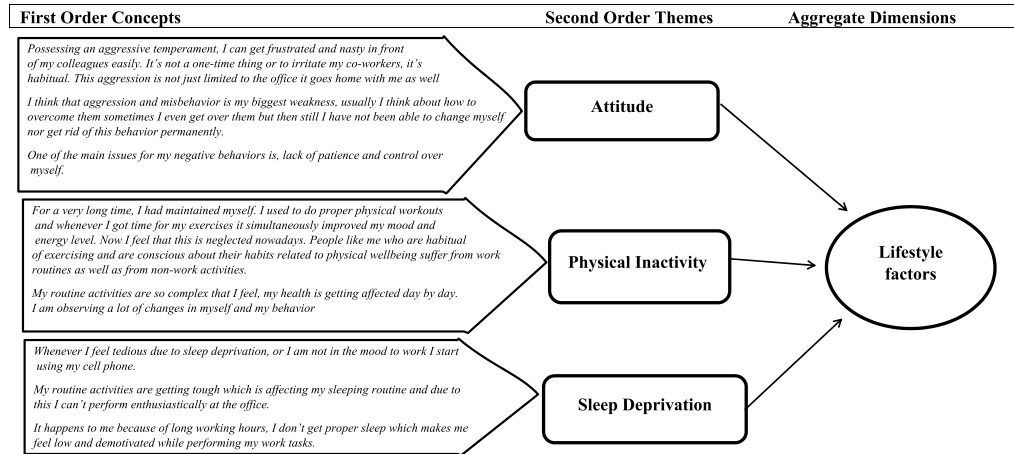 First Order Concepts
Second Order Themes
Aggregate Dimensions
Possessing an aggressive temperament, I can get frustrated and nasty in front
of my colleagues easily. It's not a one-time thing or to irritate my co-workers, it's
habitual. This aggression is not just limited to the office it goes home with me as well
I think that aggression and misbehavior is my biggest weakness, usually I think about how to
overcome them sometimes I even get over them but then still I have not been able to change myself
nor get rid of this behavior permanently.
One of the main issues for my negative behaviors is, lack of patience and control over
myself.
Attitude
For a very long time, I had maintained myself. I used to do proper physical workouts
and whenever I got time for my exercises it simultaneously improved my mood and
energy level. Now I feel that this is neglected nowadays. People like me who are habitual
of exercising and are conscious about their habits related to physical wellbeing suffer from work
routines as well as from non-work activities.
My routine activities are so complex that I feel, my health is getting affected day by day.
I am observing a lot of changes in myself and my behavior
Physical Inactivity
Lifestyle
factors
Whenever I feel tedious due to sleep deprivation, or I am not in the mood to work I start
using my cell phone.
My routine activities are getting tough which is affecting my sleeping routine and due to
this I can't perform enthusiastically at the office.
It happens to me because of long working hours, I don't get proper sleep which makes me
feel low and demotivated while performing my work tasks.
Sleep Deprivation